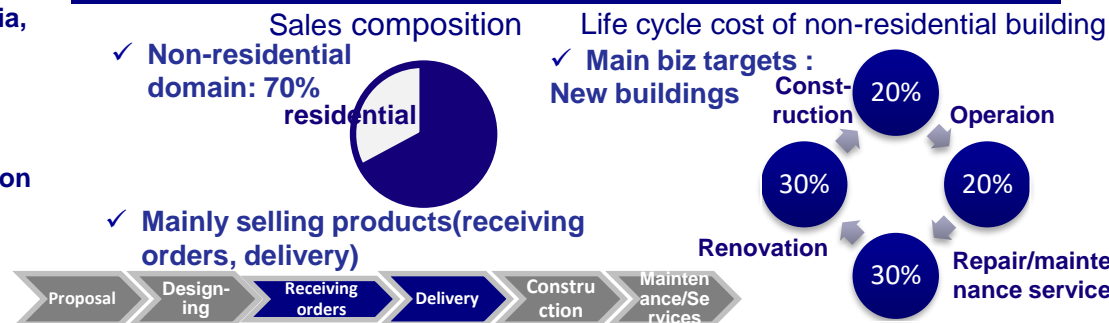 ia,
on
Sales composition
✓ Non-residential
domain: 70%
residential
✓ Mainly selling products(receiving
orders, delivery)
Proposal
Design-
ing
Receiving
orders
Delivery
Constru
ction
Mainten
ance/Se
rvices
Life cycle cost of non-residential building
✓ Main biz targets :
New buildings
Const-
ruction
20%
Operaion
20%
30%
Renovation
30%
Repair/mainte
nance service